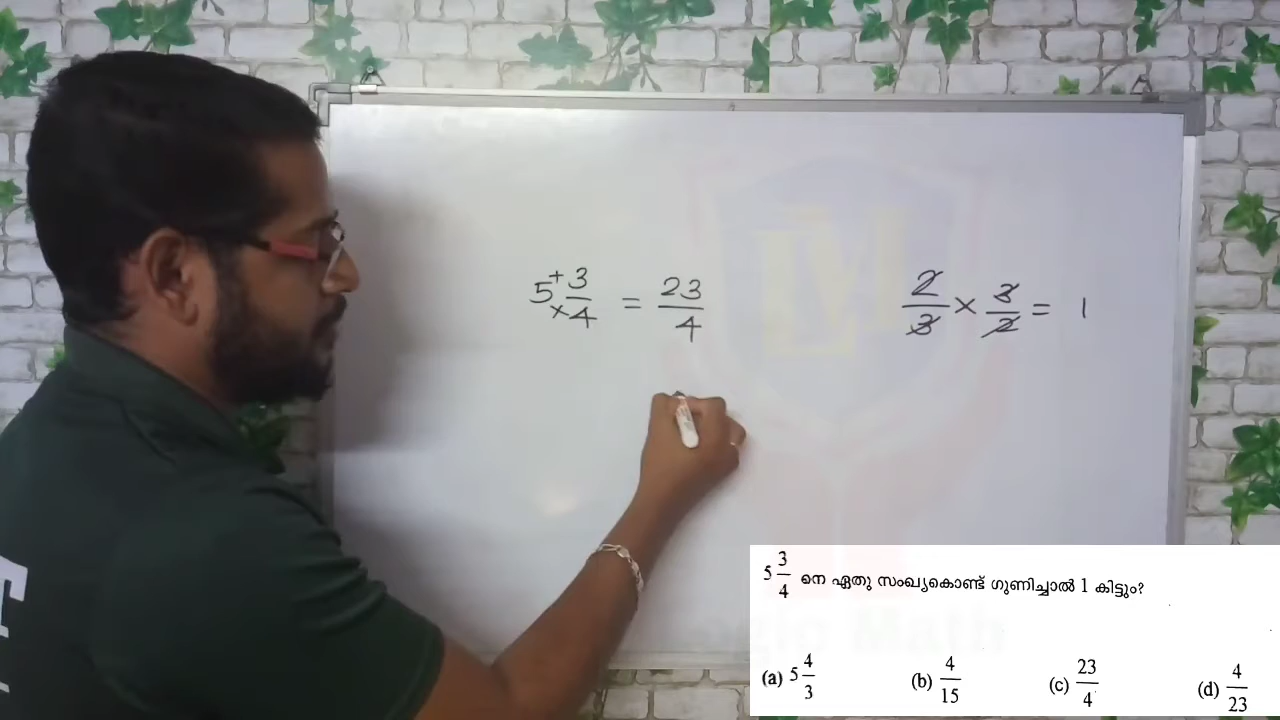 5 + 3/4 × = 23/4
2/3 × 3/2 = 1
5 3/4 നെ ഏതു സംഖ്യകൊണ്ട് ഗുണിച്ചാൽ 1 കിട്ടും?
(a) 5 4/3 (b) 4/15 (c) 23/4 (d) 4/23